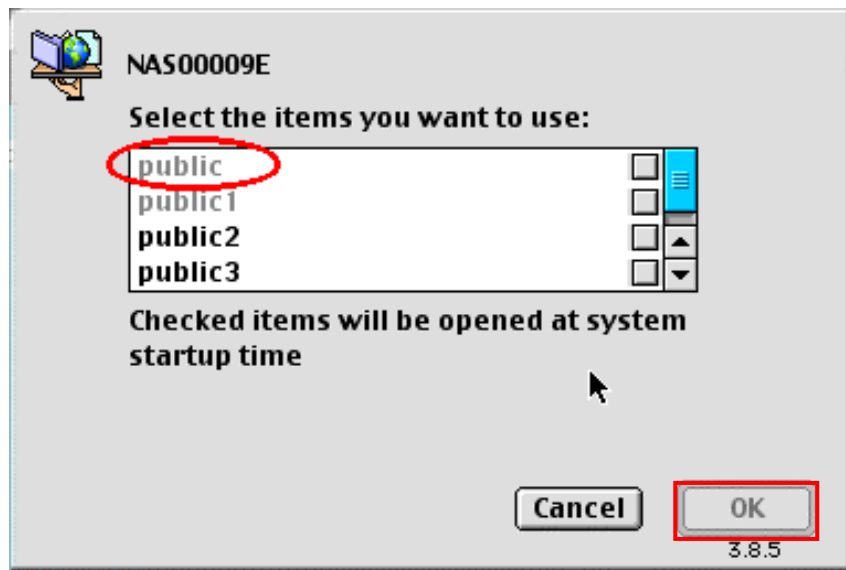 NAS00009E
Select the items you want to use:
public
public1
public2
public3
Checked items will be opened at system
startup time
Cancel
OK
3.8.5